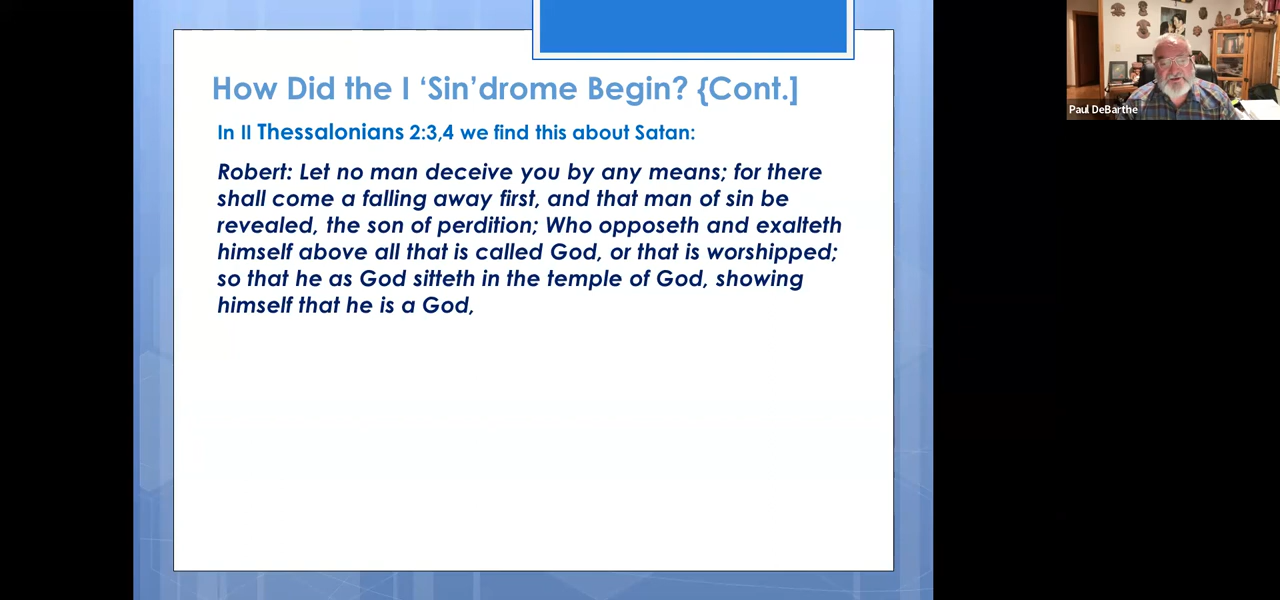 How Did the I ‘Sin’drome Begin? {Cont.]
In II Thessalonians 2:3,4 we find this about Satan:
Robert: Let no man deceive you by any means; for there
shall come a falling away first, and that man of sin be
revealed, the son of perdition; Who opposeth and exalteth
himself above all that is called God, or that is worshipped;
so that he as God sitteth in the temple of God, showing
himself that he is a God,
Paul DeBarthe